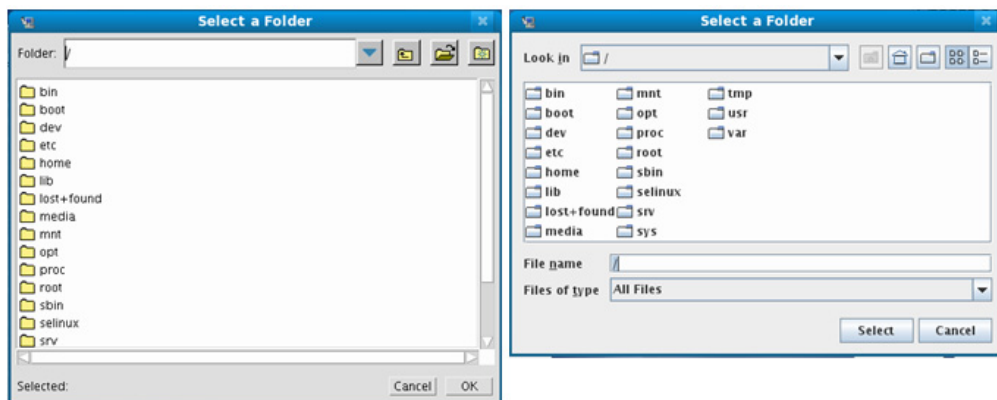 Select a Folder
Folder: /
bin
boot
dev
etc
home
lib
lost+found
media
mnt
opt
proc
root
sbin
selinux
srv
Selected:
Cancel OK
Select a Folder
Look in /
bin mnt tmp
boot opt usr
dev proc var
etc root
home sbin
lib selinux
lost+found srv
media sys
File name /
Files of type All Files
Select Cancel